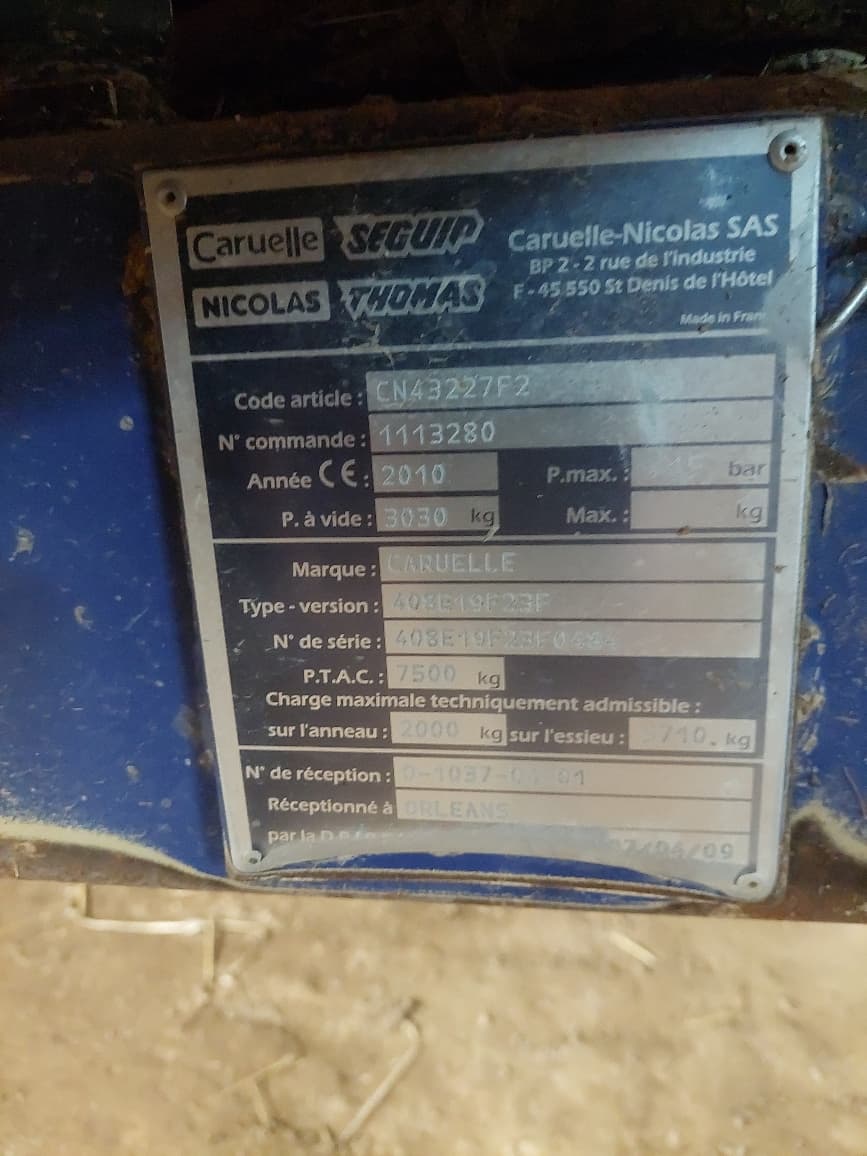 Caruelle SEGUIP
NICOLAS THOMAS
Caruelle-Nicolas SAS
BP 2 - 2 rue de l'industrie
F - 45 550 St Denis de l'Hôtel
Made in
Code article : CN43227F2
N° commande : 1113280
Année CE : 2010 P.max. : bar
P. à vide : 3030 kg Max. : kg
Marque : CARUELLE
Type - version : 408E19F23F
N° de série :
P.T.A.C. : 7500 kg
Charge maximale techniquement admissible :
sur l'anneau : 2000 kg sur l'essieu : kg
N° de réception :
Réceptionné à ORLEANS
par la